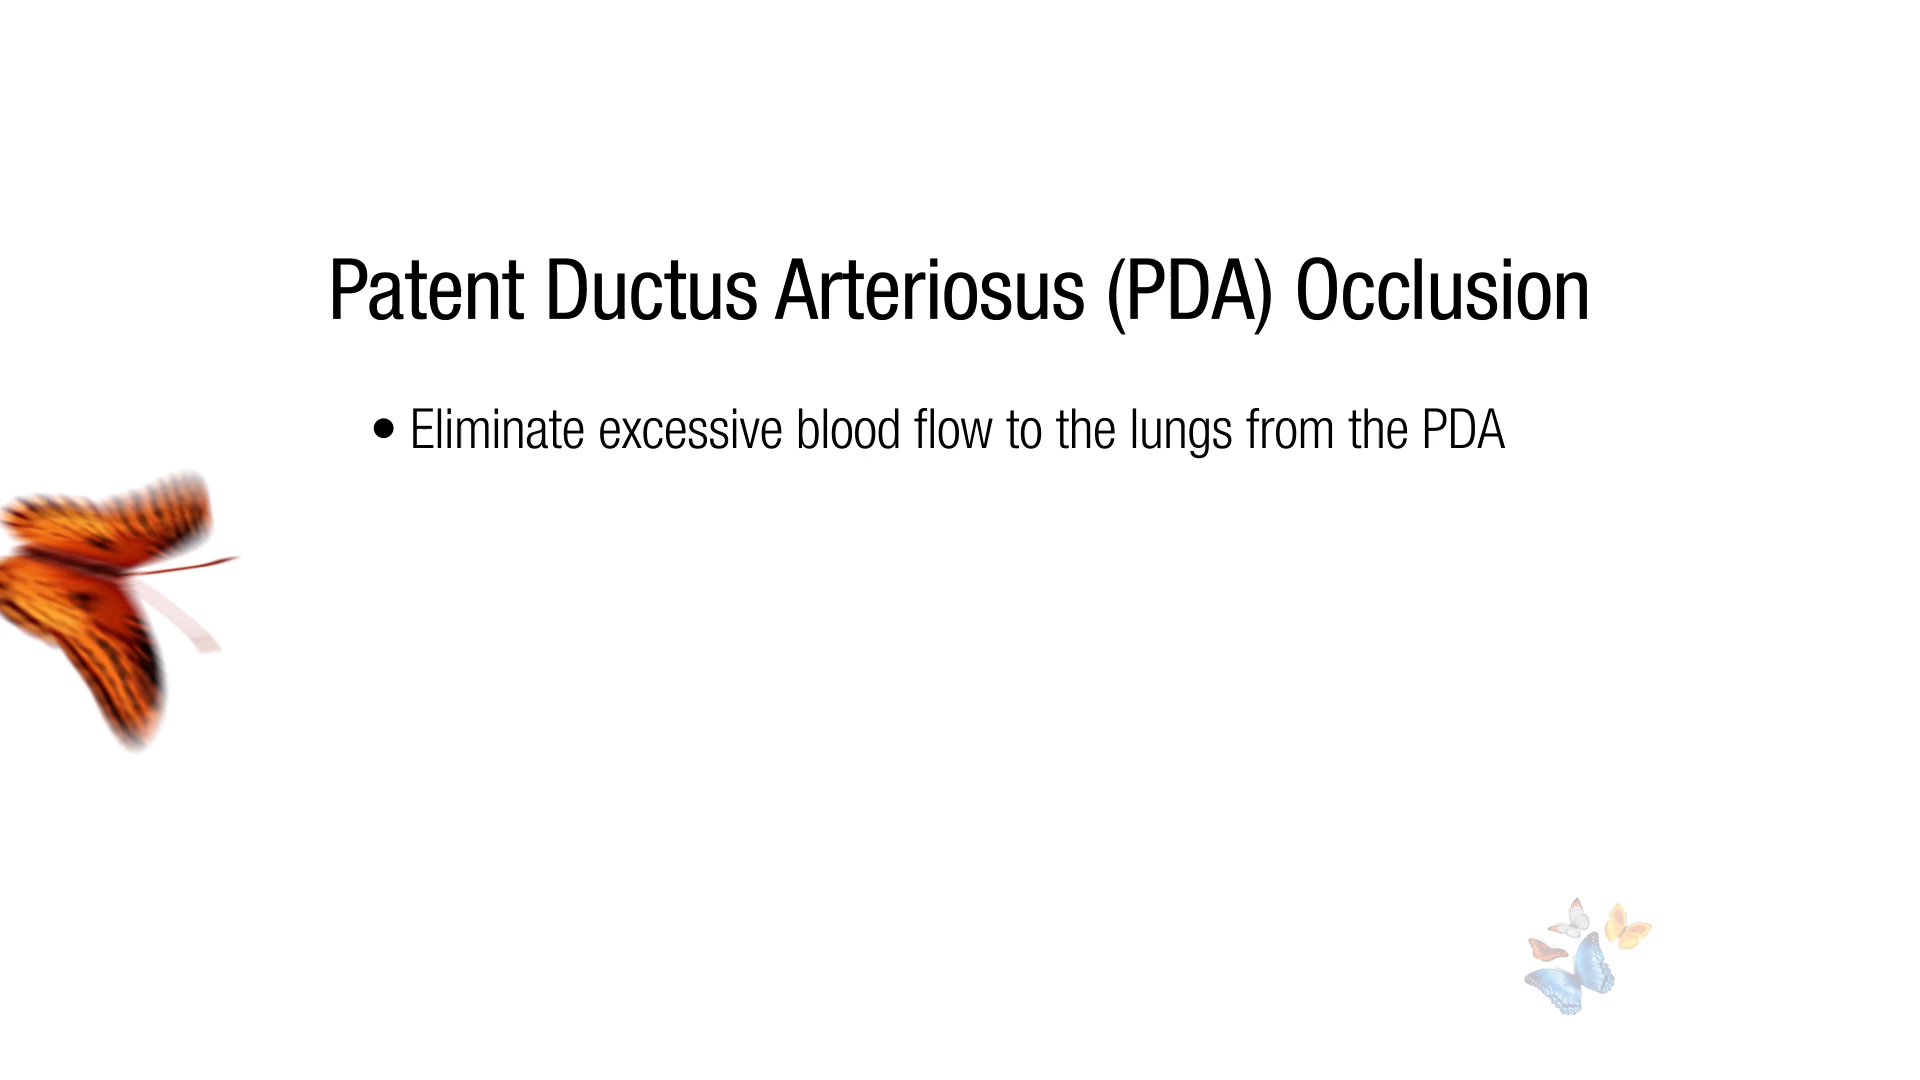 Patent Ductus Arteriosus (PDA) Occlusion
• Eliminate excessive blood flow to the lungs from the PDA